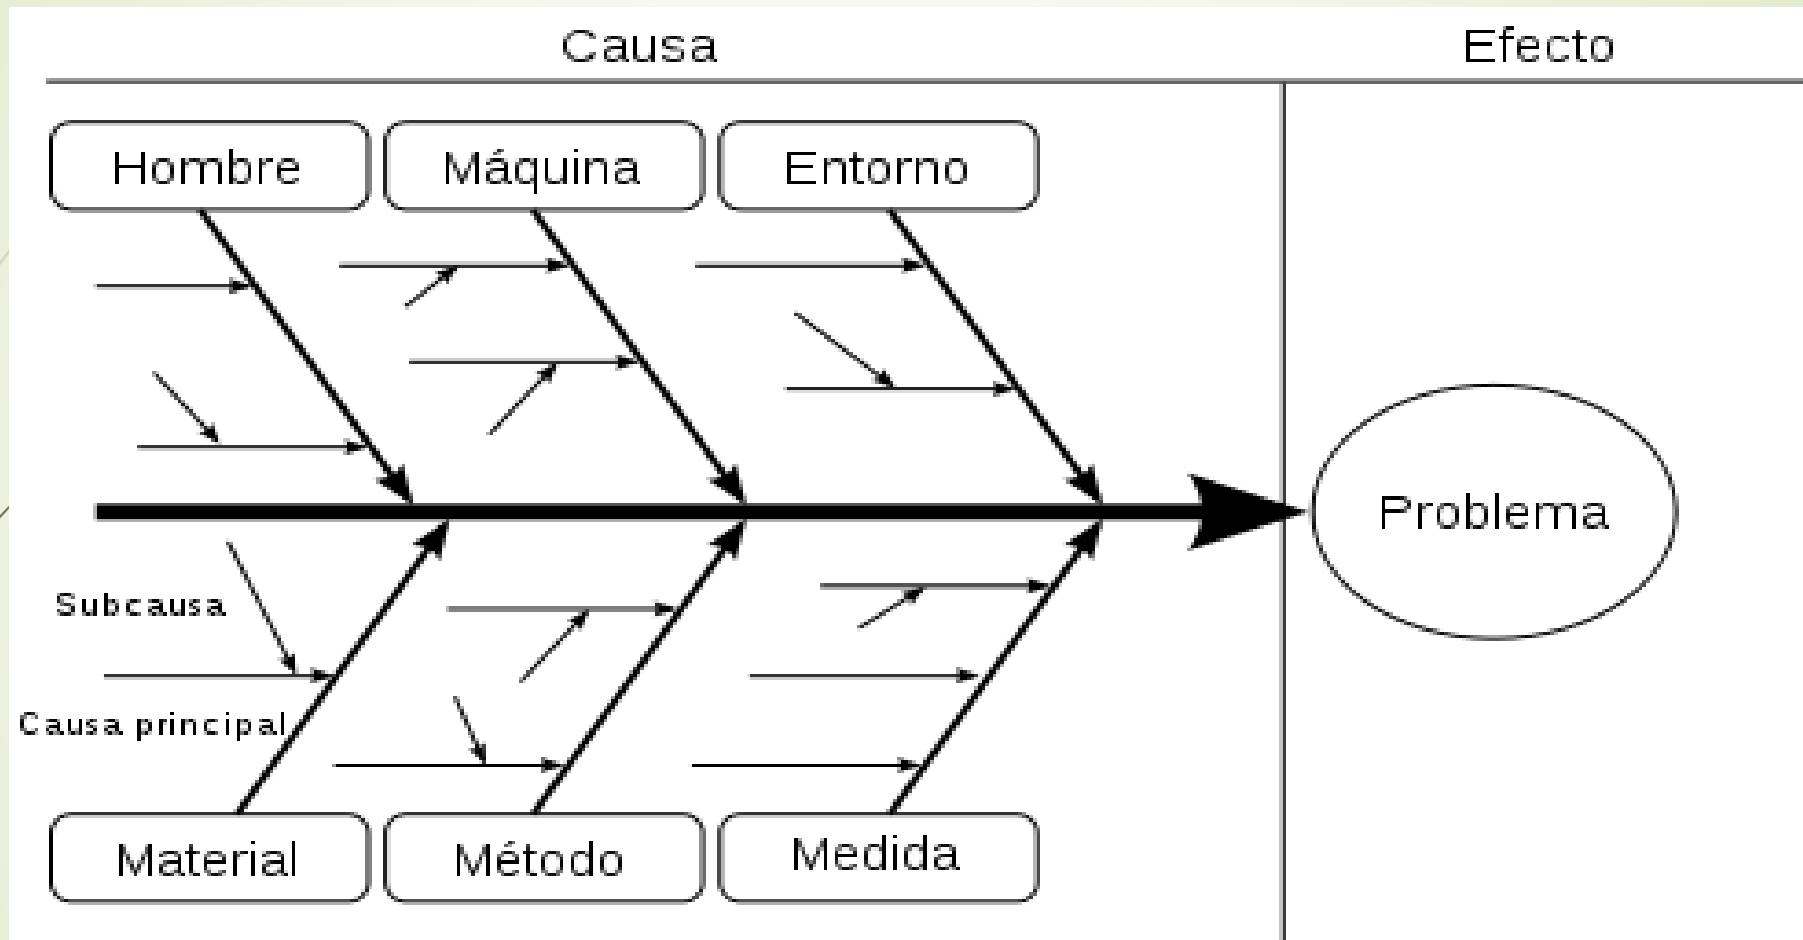 Causa
Efecto
Hombre
Máquina
Entorno
Problema
Subcausa
Causa principal
Material
Método
Medida